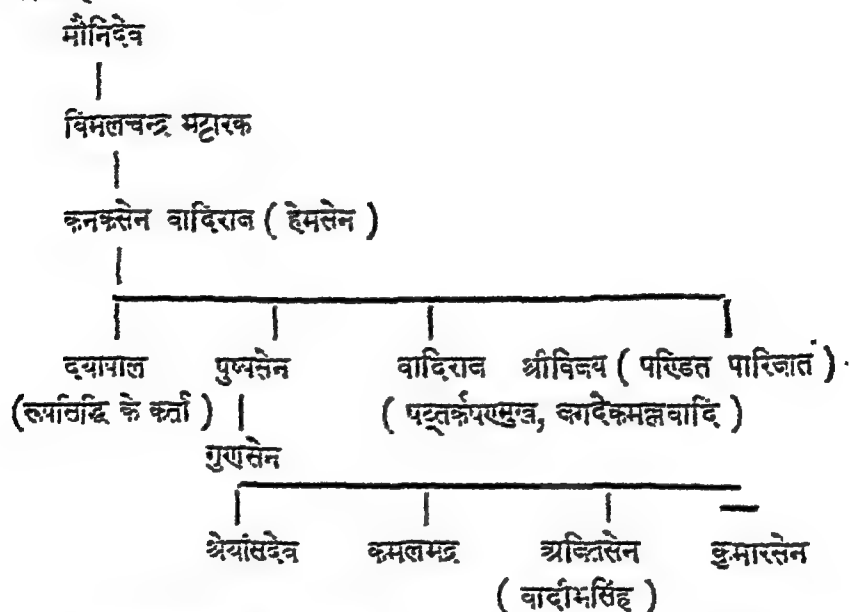 मौनिदेव
विमलचन्द्र भट्टारक
कनकसेन वादिराज ( हेमसेन )
दयापाल पुष्पसेन वादिराज श्रीविजय ( पण्डित पारिजात )
(रूपसिद्धि के कर्ता ) ( षट्तर्कषण्मुख, जगदेकमल्लवादि )
गुणसेन
श्रेयांसदेव कमलभद्र अजितसेन कुमारसेन
( वादीभसिंह )